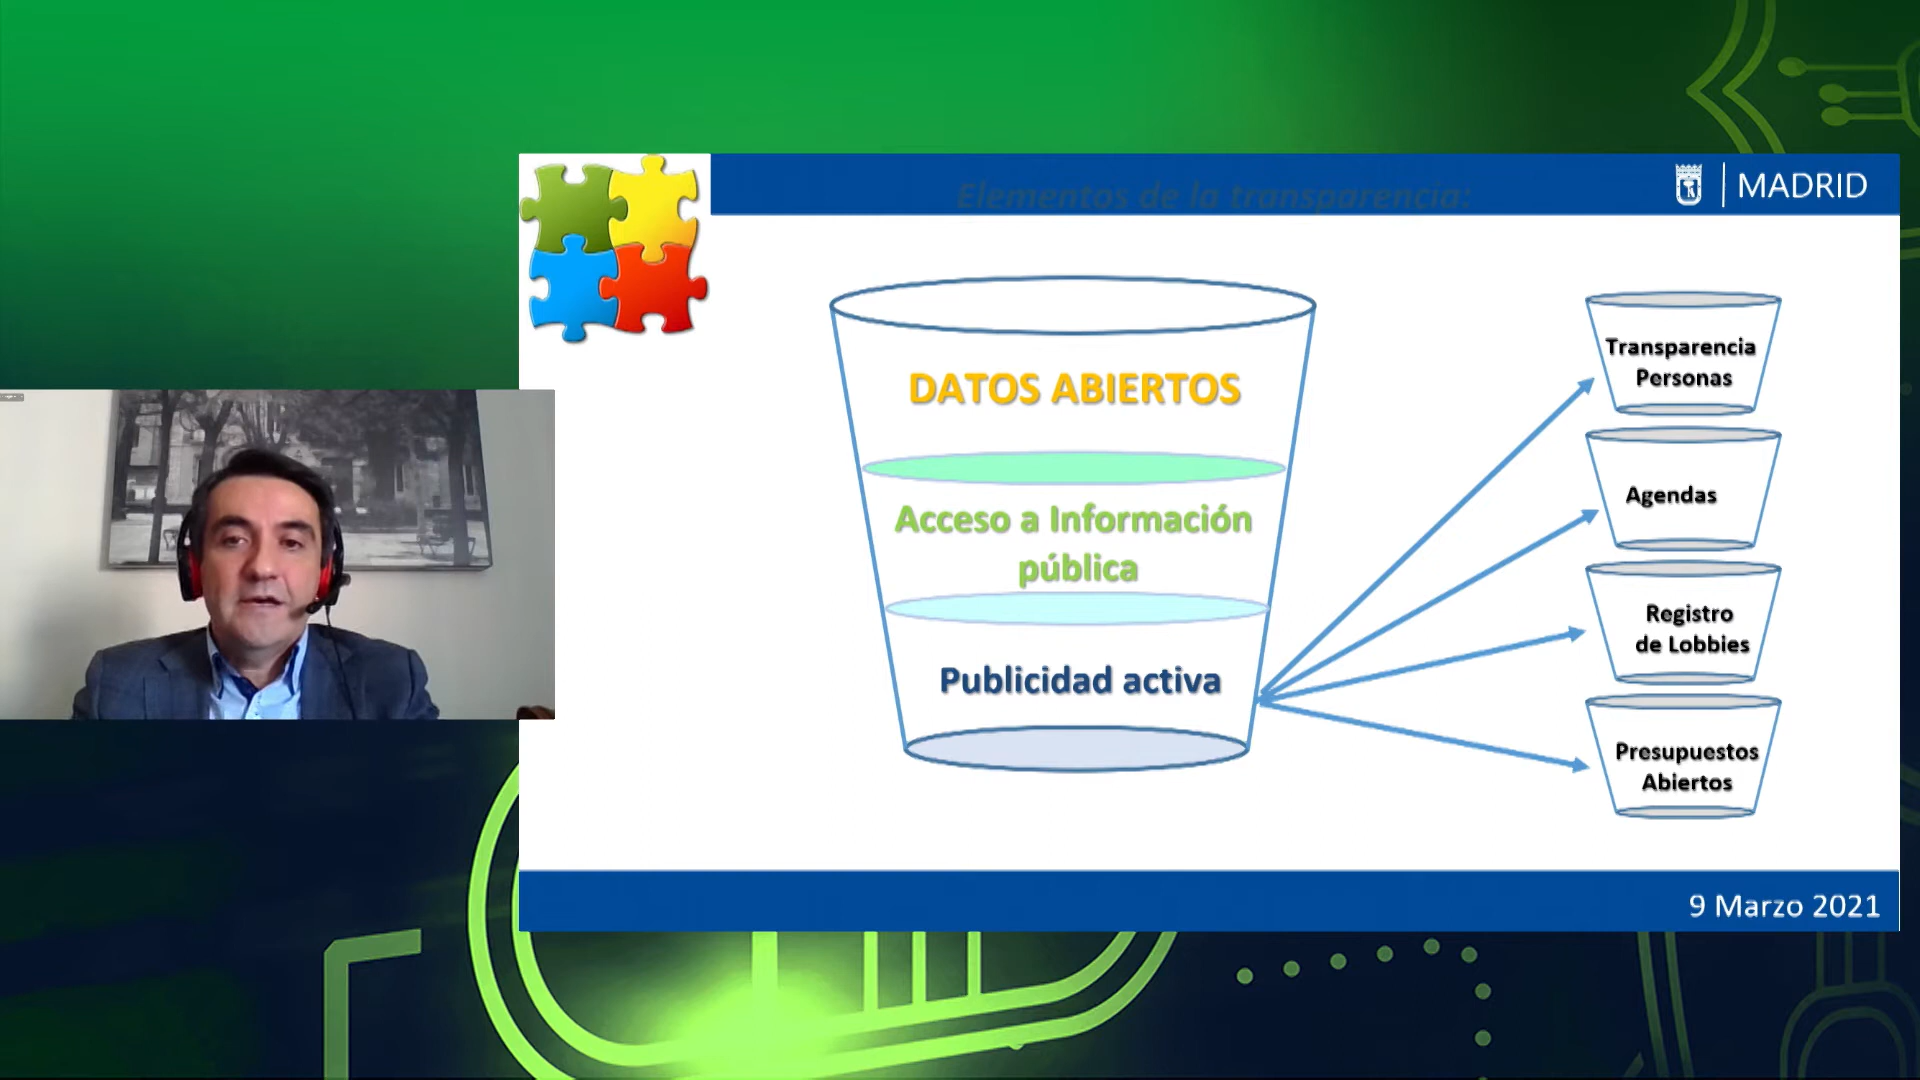 Elementos de la transparencia:
MADRID
DATOS ABIERTOS
Acceso a Información
pública
Publicidad activa
Transparencia
Personas
Agendas
Registro
de Lobbies
Presupuestos
Abiertos
9 Marzo 2021